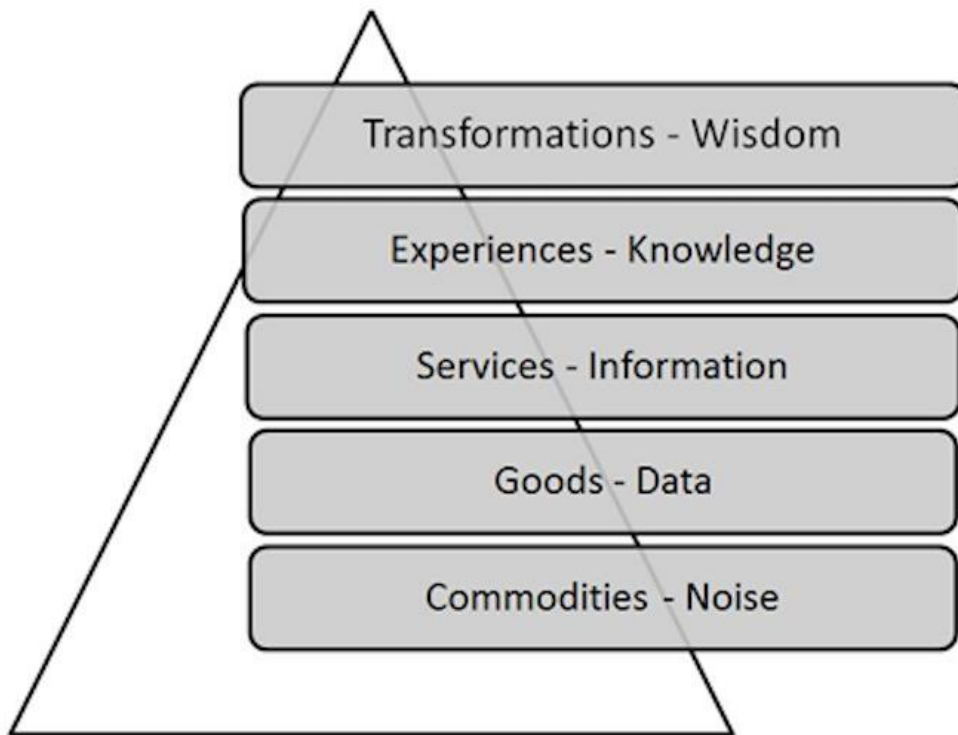 Transformations - Wisdom
Experiences - Knowledge
Services - Information
Goods - Data
Commodities - Noise